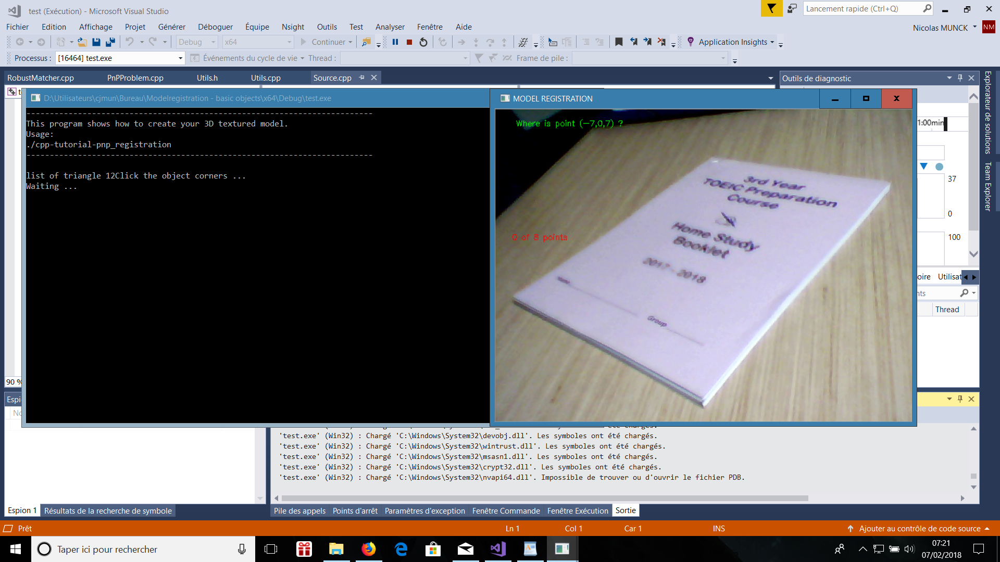 test (Exécution) - Microsoft Visual Studio
Lancement rapide (Ctrl+Q)
Fichier Edition Affichage Projet Générer Déboguer Équipe Nsight Outils Test Analyser Fenêtre Aide
Nicolas MUNCK NM
Debug x64 Continuer Application Insights
Processus : [16464] test.exe Événements du cycle de vie Thread : Frame de pile :
RobustMatcher.cpp PnPProblem.cpp Utils.h Utils.cpp Source.cpp
Outils de diagnostic
Explorateur de solutions
Team Explorer
D:\Utilisateurs\cjmun\Bureau\Modelregistration - basic objects\x64\Debug\test.exe
--------------------------------------------------------------------------
This program shows how to create your 3D textured model.
Usage:
./cpp-tutorial-pnp_registration
--------------------------------------------------------------------------
list of triangle 12Click the object corners ...
Waiting ...
MODEL REGISTRATION
Where is point (-7,0,7) ?
0 of 8 points
3rd Year
TOEIC Preparation
Course
Home Study
Booklet
2017 - 2018
Name
Group
1:00min
37
0
100
oire Utilisat
nts
Thread
90 %
Espi
No
'test.exe' (Win32) : Chargé 'C:\Windows\System32\devobj.dll'. Les symboles ont été chargés.
'test.exe' (Win32) : Chargé 'C:\Windows\System32\wintrust.dll'. Les symboles ont été chargés.
'test.exe' (Win32) : Chargé 'C:\Windows\System32\msasn1.dll'. Les symboles ont été chargés.
'test.exe' (Win32) : Chargé 'C:\Windows\System32\crypt32.dll'. Les symboles ont été chargés.
'test.exe' (Win32) : Chargé 'C:\Windows\System32\nvapi64.dll'. Impossible de trouver ou d'ouvrir le fichier PDB.
Espion 1 Résultats de la recherche de symbole
Pile des appels Points d'arrêt Paramètres d'exception Fenêtre Commande Fenêtre Exécution Sortie
Prêt Ln 1 Col 1 Car 1 INS Ajouter au contrôle de code source
Taper ici pour rechercher
07:21
07/02/2018